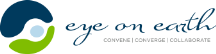 eye on earth
CONVENE | CONVERGE | COLLABORATE